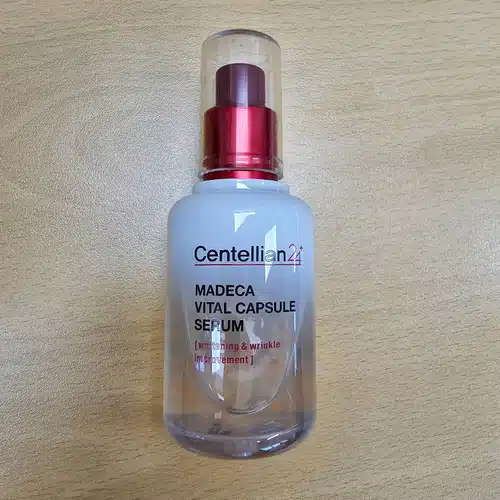 Centellian24+
MADECA
VITAL CAPSULE
SERUM
[ whitening & wrinkle
improvement ]